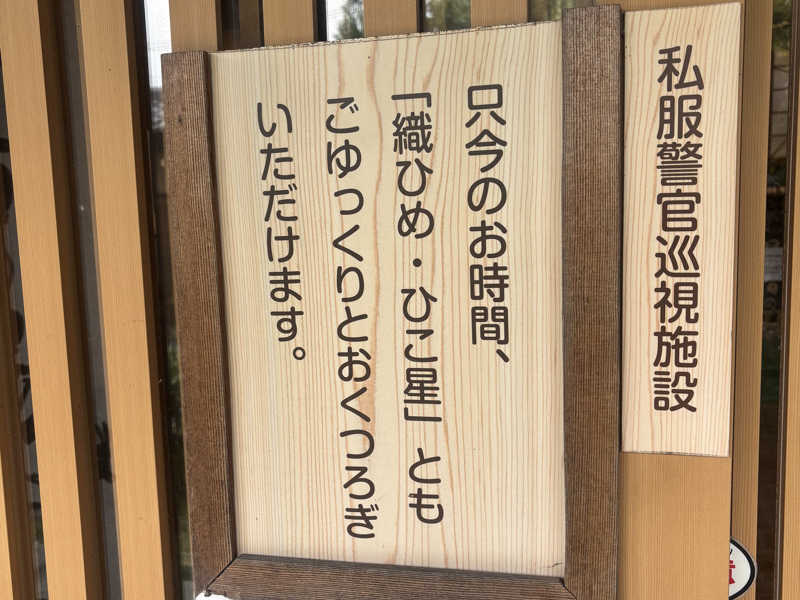 私服警官巡視施設
只今のお時間、
「織ひめ・ひこ星」とも
ごゆっくりとおくつろぎ
いただけます。